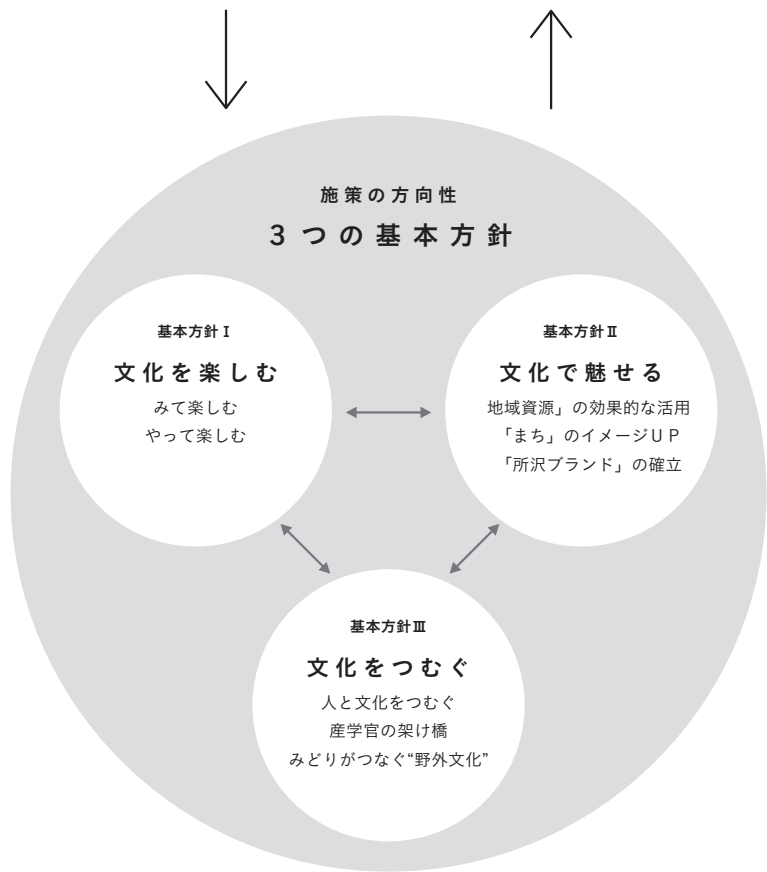 施策の方向性
３つの基本方針
基本方針Ⅰ
文化を楽しむ
みて楽しむ
やって楽しむ
基本方針Ⅱ
文化で魅せる
地域資源」の効果的な活用
「まち」のイメージＵＰ
「所沢ブランド」の確立
基本方針Ⅲ
文化をつむぐ
人と文化をつむぐ
産学官の架け橋
みどりがつなぐ“野外文化”